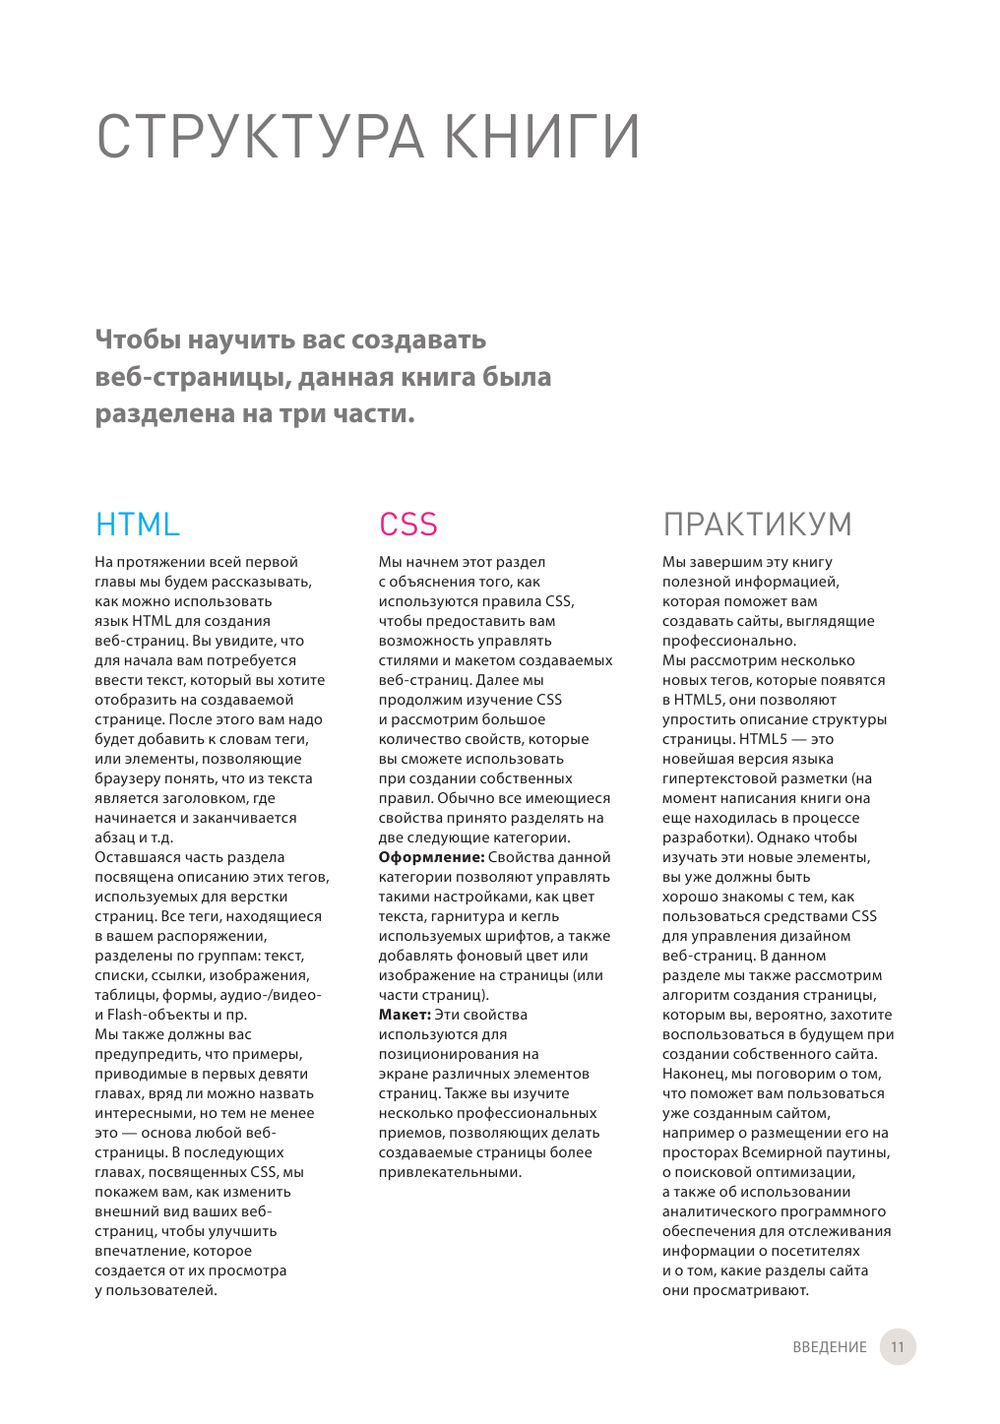 СТРУКТУРА КНИГИ
Чтобы научить вас создавать
веб-страницы, данная книга была
разделена на три части.
HTML
На протяжении всей первой
главы мы будем рассказывать,
как можно использовать
язык HTML для создания
веб-страниц. Вы увидите, что
для начала вам потребуется
ввести текст, который вы хотите
отобразить на создаваемой
странице. После этого вам надо
будет добавить к словам теги,
или элементы, позволяющие
браузеру понять, что из текста
является заголовком, где
начинается и заканчивается
абзац и т.д.
Оставшаяся часть раздела
посвящена описанию этих тегов,
используемых для верстки
страниц. Все теги, находящиеся
в вашем распоряжении,
разделены по группам: текст,
списки, ссылки, изображения,
таблицы, формы, аудио-/видео-
и Flash-объекты и пр.
Мы также должны вас
предупредить, что примеры,
приводимые в первых девяти
главах, вряд ли можно назвать
интересными, но тем не менее
это — основа любой веб-
страницы. В последующих
главах, посвященных CSS, мы
покажем вам, как изменить
внешний вид ваших веб-
страниц, чтобы улучшить
впечатление, которое
создается от их просмотра
у пользователей.
CSS
Мы начнем этот раздел
с объяснения того, как
используются правила CSS,
чтобы предоставить вам
возможность управлять
стилями и макетом создаваемых
веб-страниц. Далее мы
продолжим изучение CSS
и рассмотрим большое
количество свойств, которые
вы сможете использовать
при создании собственных
правил. Обычно все имеющиеся
свойства принято разделять на
две следующие категории.
Оформление: Свойства данной
категории позволяют управлять
такими настройками, как цвет
текста, гарнитура и кегль
используемых шрифтов, а также
добавлять фоновый цвет или
изображение на страницы (или
части страниц).
Макет: Эти свойства
используются для
позиционирования на
экране различных элементов
страниц. Также вы изучите
несколько профессиональных
приемов, позволяющих делать
создаваемые страницы более
привлекательными.
ПРАКТИКУМ
Мы завершим эту книгу
полезной информацией,
которая поможет вам
создавать сайты, выглядящие
профессионально.
Мы рассмотрим несколько
новых тегов, которые появятся
в HTML5, они позволяют
упростить описание структуры
страницы. HTML5 — это
новейшая версия языка
гипертекстовой разметки (на
момент написания книги она
еще находилась в процессе
разработки). Однако чтобы
изучать эти новые элементы,
вы уже должны быть
хорошо знакомы с тем, как
пользоваться средствами CSS
для управления дизайном
веб-страниц. В данном
разделе мы также рассмотрим
алгоритм создания страницы,
которым вы, вероятно, захотите
воспользоваться в будущем при
создании собственного сайта.
Наконец, мы поговорим о том,
что поможет вам пользоваться
уже созданным сайтом,
например о размещении его на
просторах Всемирной паутины,
о поисковой оптимизации,
а также об использовании
аналитического программного
обеспечения для отслеживания
информации о посетителях
и о том, какие разделы сайта
они просматривают.
ВВЕДЕНИЕ 11